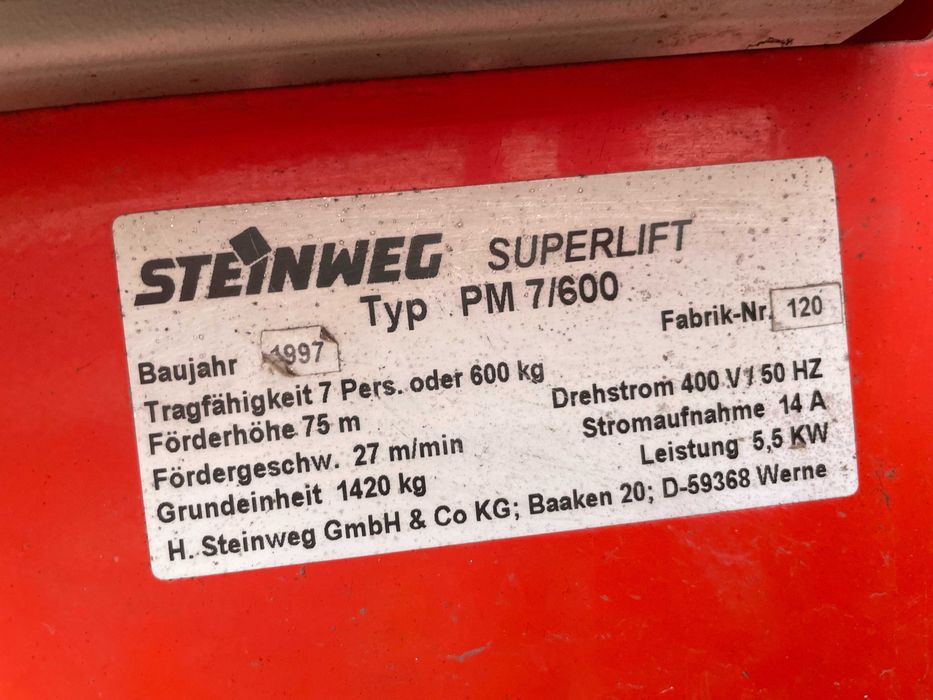 STEINWEG SUPERLIFT
Typ PM 7/600
Fabrik-Nr. 120
Baujahr 1997
Tragfähigkeit 7 Pers. oder 600 kg
Förderhöhe 75 m
Fördergeschw. 27 m/min
Grundeinheit 1420 kg
Drehstrom 400 V / 50 HZ
Stromaufnahme 14 A
Leistung 5,5 KW
H. Steinweg GmbH & Co KG; Baaken 20; D-59368 Werne